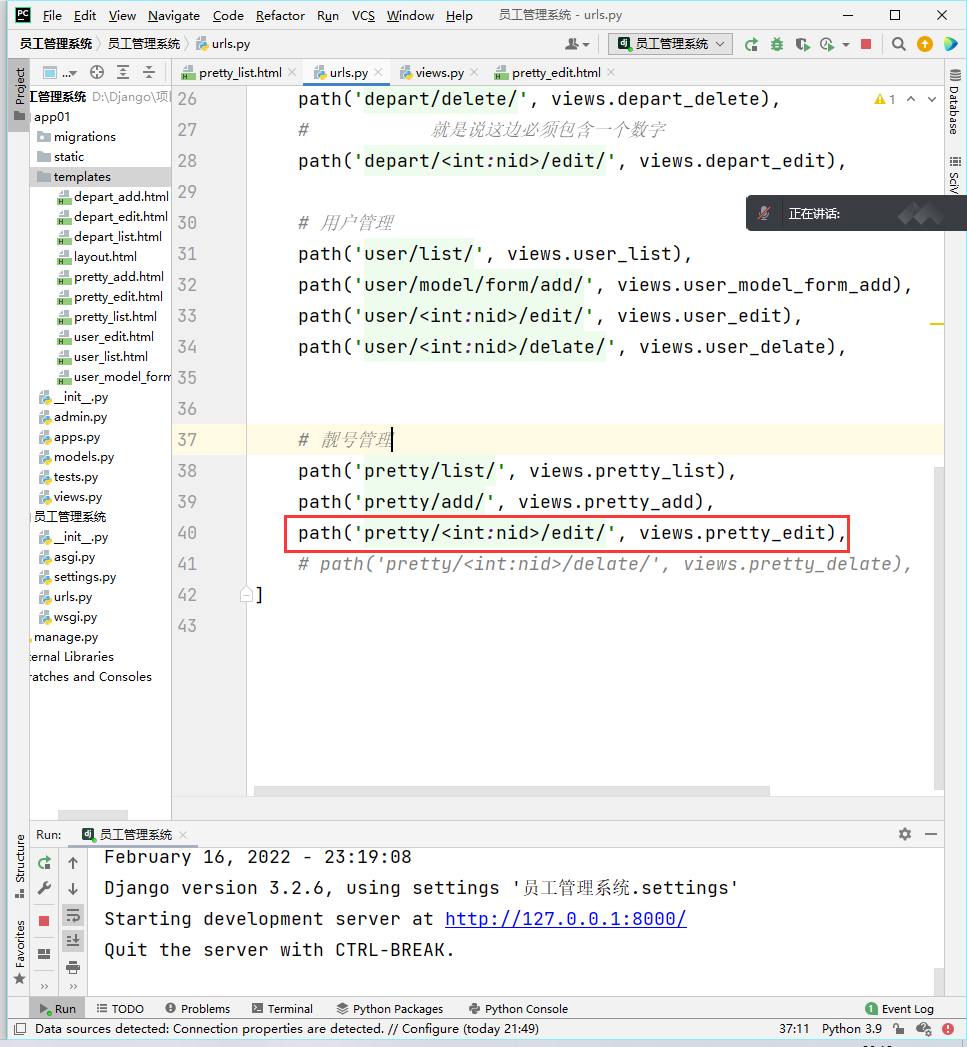 File Edit View Navigate Code Refactor Run VCS Window Help 员工管理系统 - urls.py
员工管理系统 员工管理系统 urls.py 员工管理系统
pretty_list.html urls.py views.py pretty_edit.html
Project
Database
SciV
员工管理系统 D:\Django\项
app01
migrations
static
templates
depart_add.html
depart_edit.html
depart_list.html
layout.html
pretty_add.html
pretty_edit.html
pretty_list.html
user_edit.html
user_list.html
user_model_form
__init__.py
admin.py
apps.py
models.py
tests.py
views.py
员工管理系统
__init__.py
asgi.py
settings.py
urls.py
wsgi.py
manage.py
ternal Libraries
ratches and Consoles
1
26 path('depart/delete/', views.depart_delete),
27 # 就是说这边必须包含一个数字
28 path('depart/<int:nid>/edit/', views.depart_edit),
29
正在讲话:
30 # 用户管理
31 path('user/list/', views.user_list),
32 path('user/model/form/add/', views.user_model_form_add),
33 path('user/<int:nid>/edit/', views.user_edit),
34 path('user/<int:nid>/delate/', views.user_delate),
35
36
37 # 靓号管理
38 path('pretty/list/', views.pretty_list),
39 path('pretty/add/', views.pretty_add),
40 path('pretty/<int:nid>/edit/', views.pretty_edit),
41 # path('pretty/<int:nid>/delate/', views.pretty_delate),
42 ]
43
Structure
Favorites
Run: 员工管理系统
February 16, 2022 - 23:19:08
Django version 3.2.6, using settings '员工管理系统.settings'
Starting development server at http://127.0.0.1:8000/
Quit the server with CTRL-BREAK.
Run TODO Problems Terminal Python Packages Python Console 1 Event Log
Data sources detected: Connection properties are detected. // Configure (today 21:49) 37:11 Python 3.9